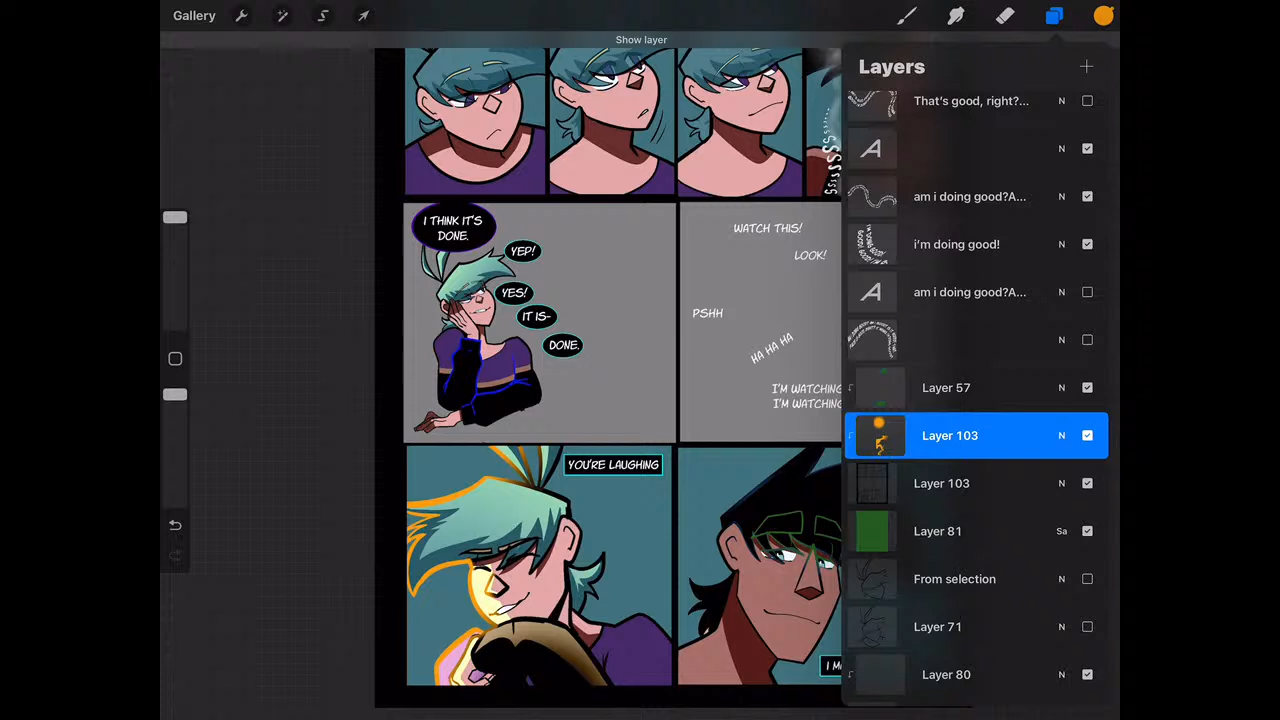 Gallery
Show layer
Layers
That's good, right?...
N
A
N
am i doing good?A...
N
i'm doing good!
N
A
am i doing good?A...
N
N
Layer 57
N
Layer 103
N
Layer 103
N
Layer 81
Sa
From selection
N
Layer 71
N
Layer 80
N
I THINK IT'S
DONE.
YEP!
YES!
IT IS-
DONE.
WATCH THIS!
LOOK!
PSHH
HA HA HA
I'M WATCHING
I'M WATCHING
YOU'RE LAUGHING